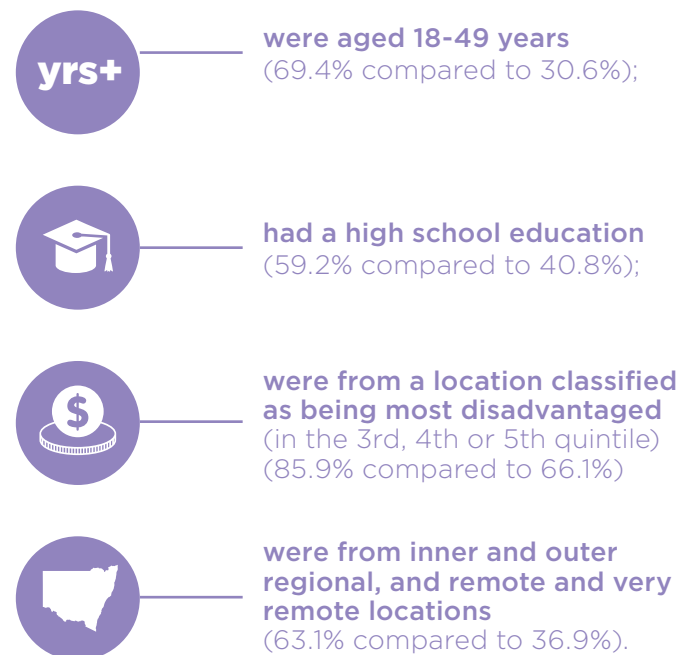 yrs+
were aged 18-49 years
(69.4% compared to 30.6%);
had a high school education
(59.2% compared to 40.8%);
$
were from a location classified
as being most disadvantaged
(in the 3rd, 4th or 5th quintile)
(85.9% compared to 66.1%)
were from inner and outer
regional, and remote and very
remote locations
(63.1% compared to 36.9%).